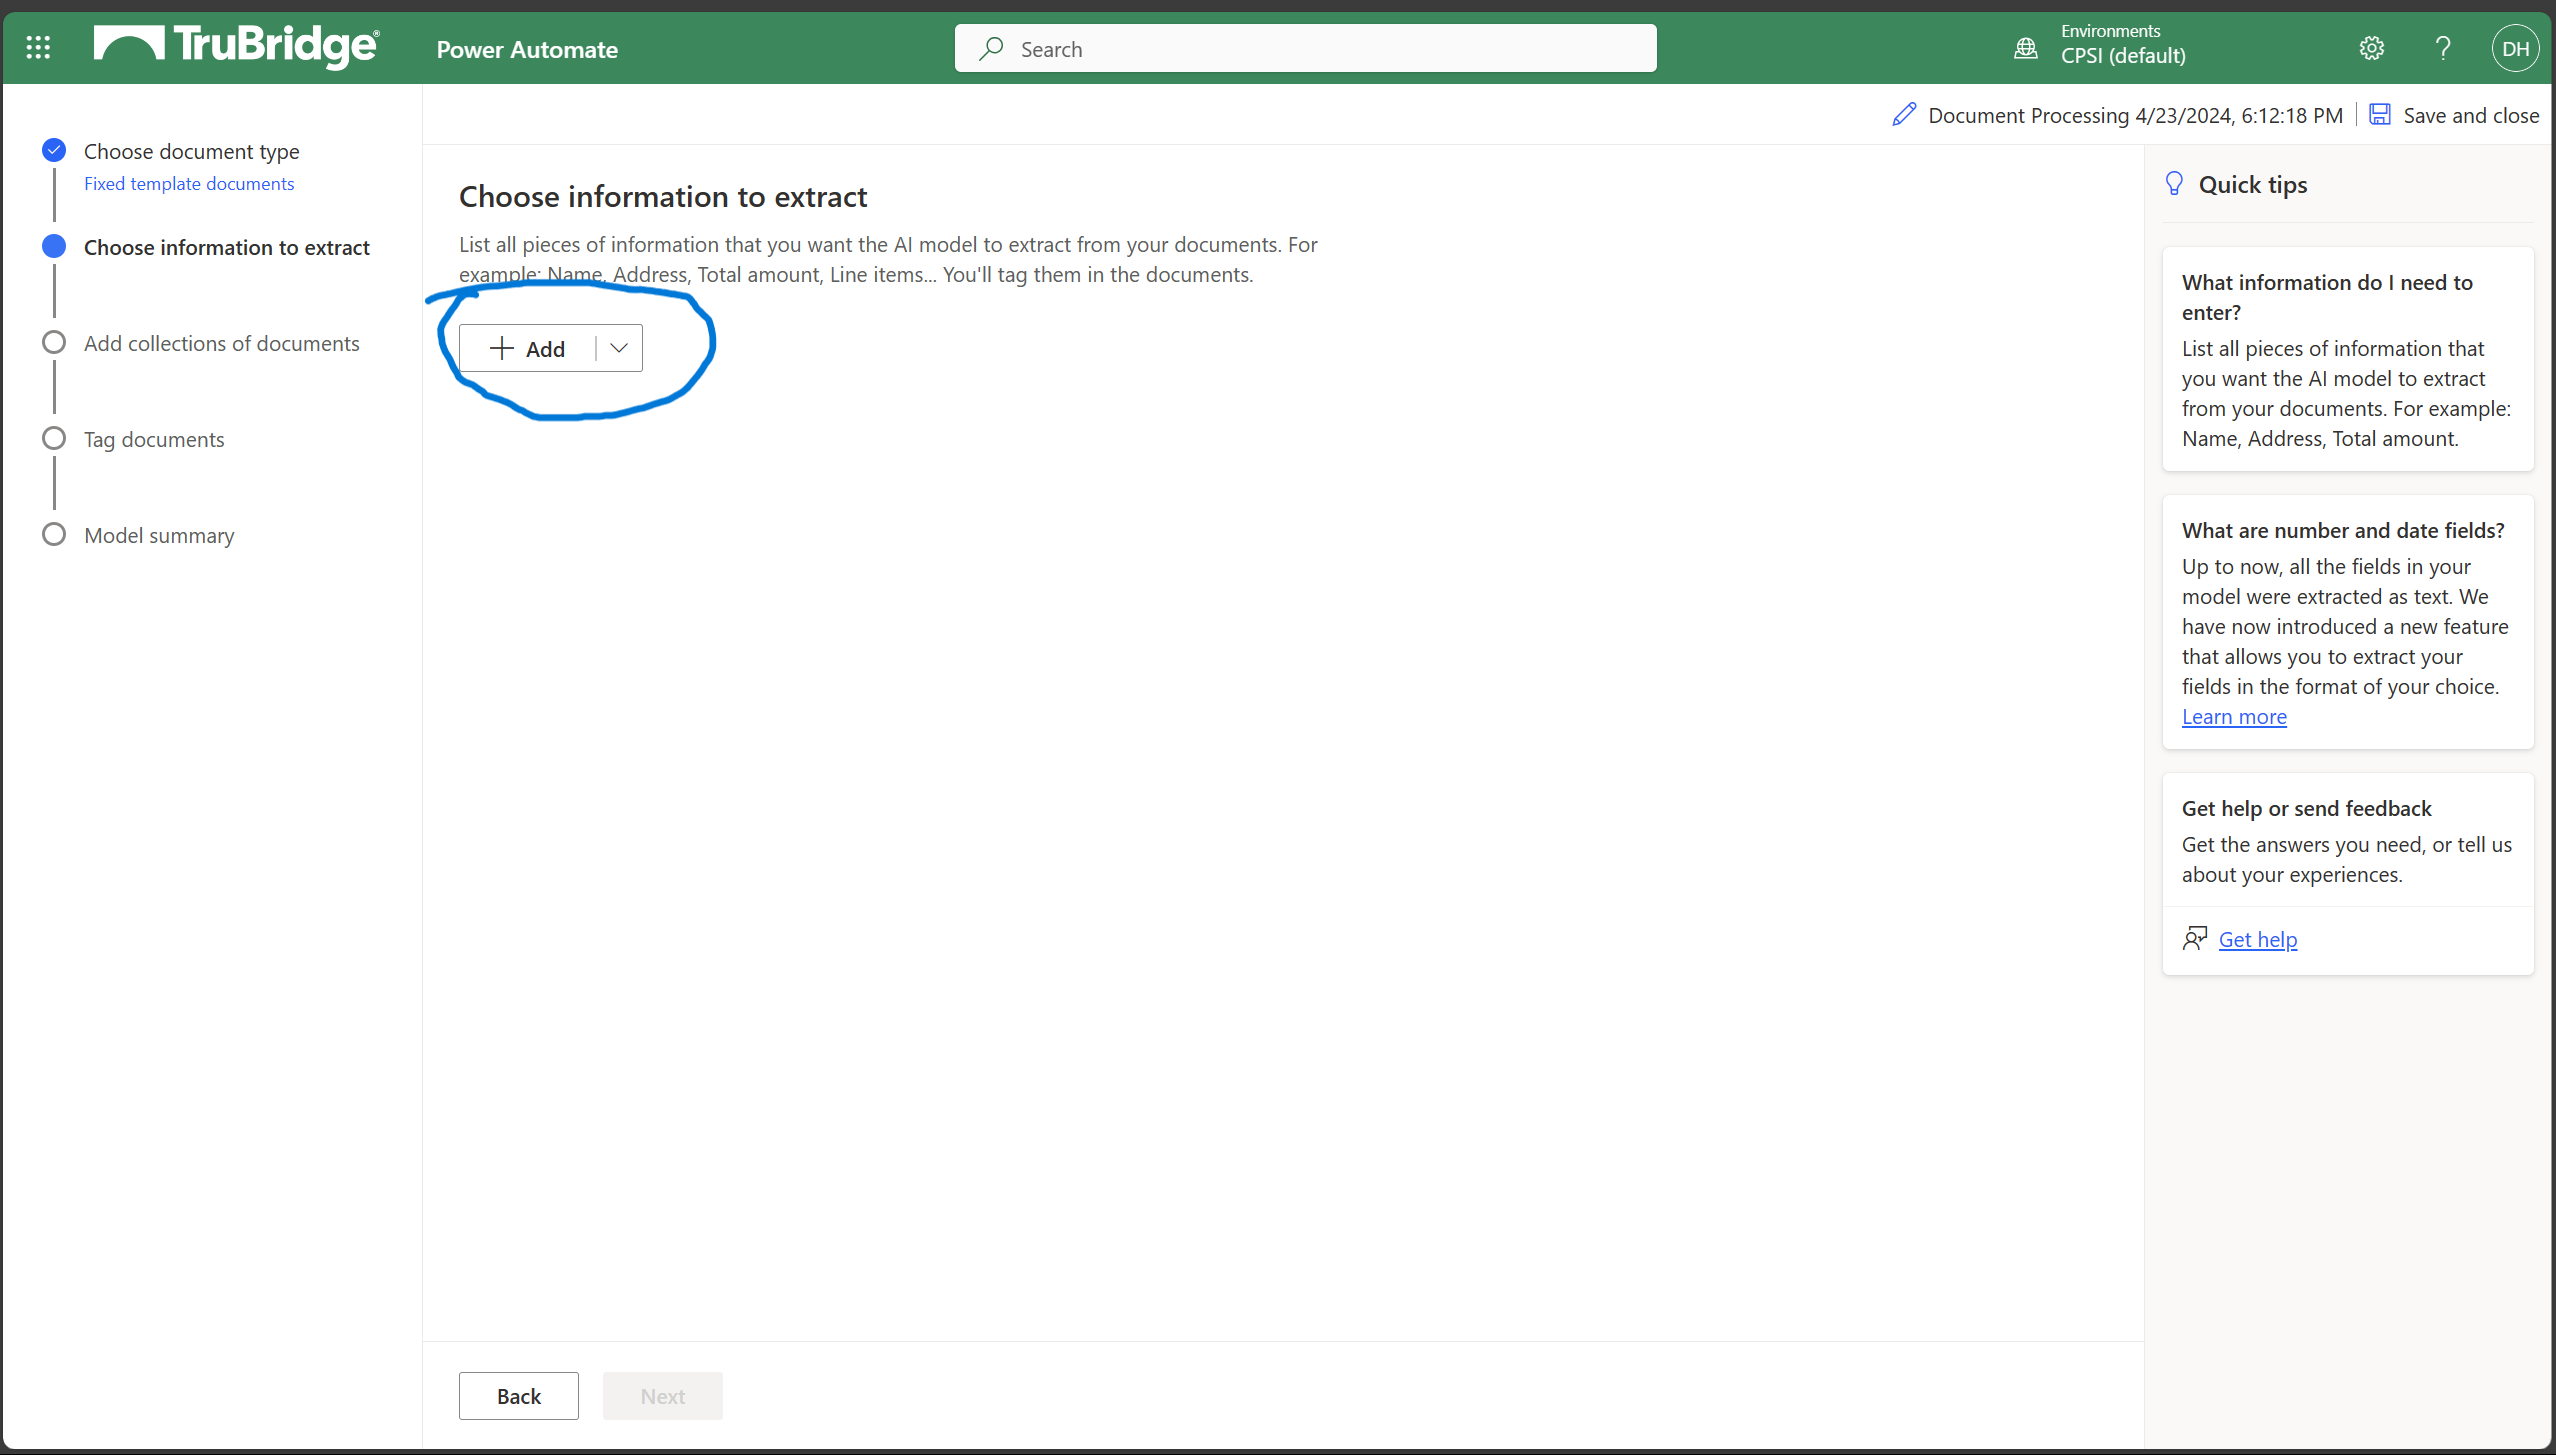 TruBridge®
Power Automate
Search
Environments
CPSI (default)
?
DH
Document Processing 4/23/2024, 6:12:18 PM
Save and close
Choose document type
Fixed template documents
Choose information to extract
Add collections of documents
Tag documents
Model summary
Choose information to extract
List all pieces of information that you want the AI model to extract from your documents. For
example: Name, Address, Total amount, Line items... You'll tag them in the documents.
Add
Back
Next
Quick tips
What information do I need to
enter?
List all pieces of information that
you want the AI model to extract
from your documents. For example:
Name, Address, Total amount.
What are number and date fields?
Up to now, all the fields in your
model were extracted as text. We
have now introduced a new feature
that allows you to extract your
fields in the format of your choice.
Learn more
Get help or send feedback
Get the answers you need, or tell us
about your experiences.
Get help